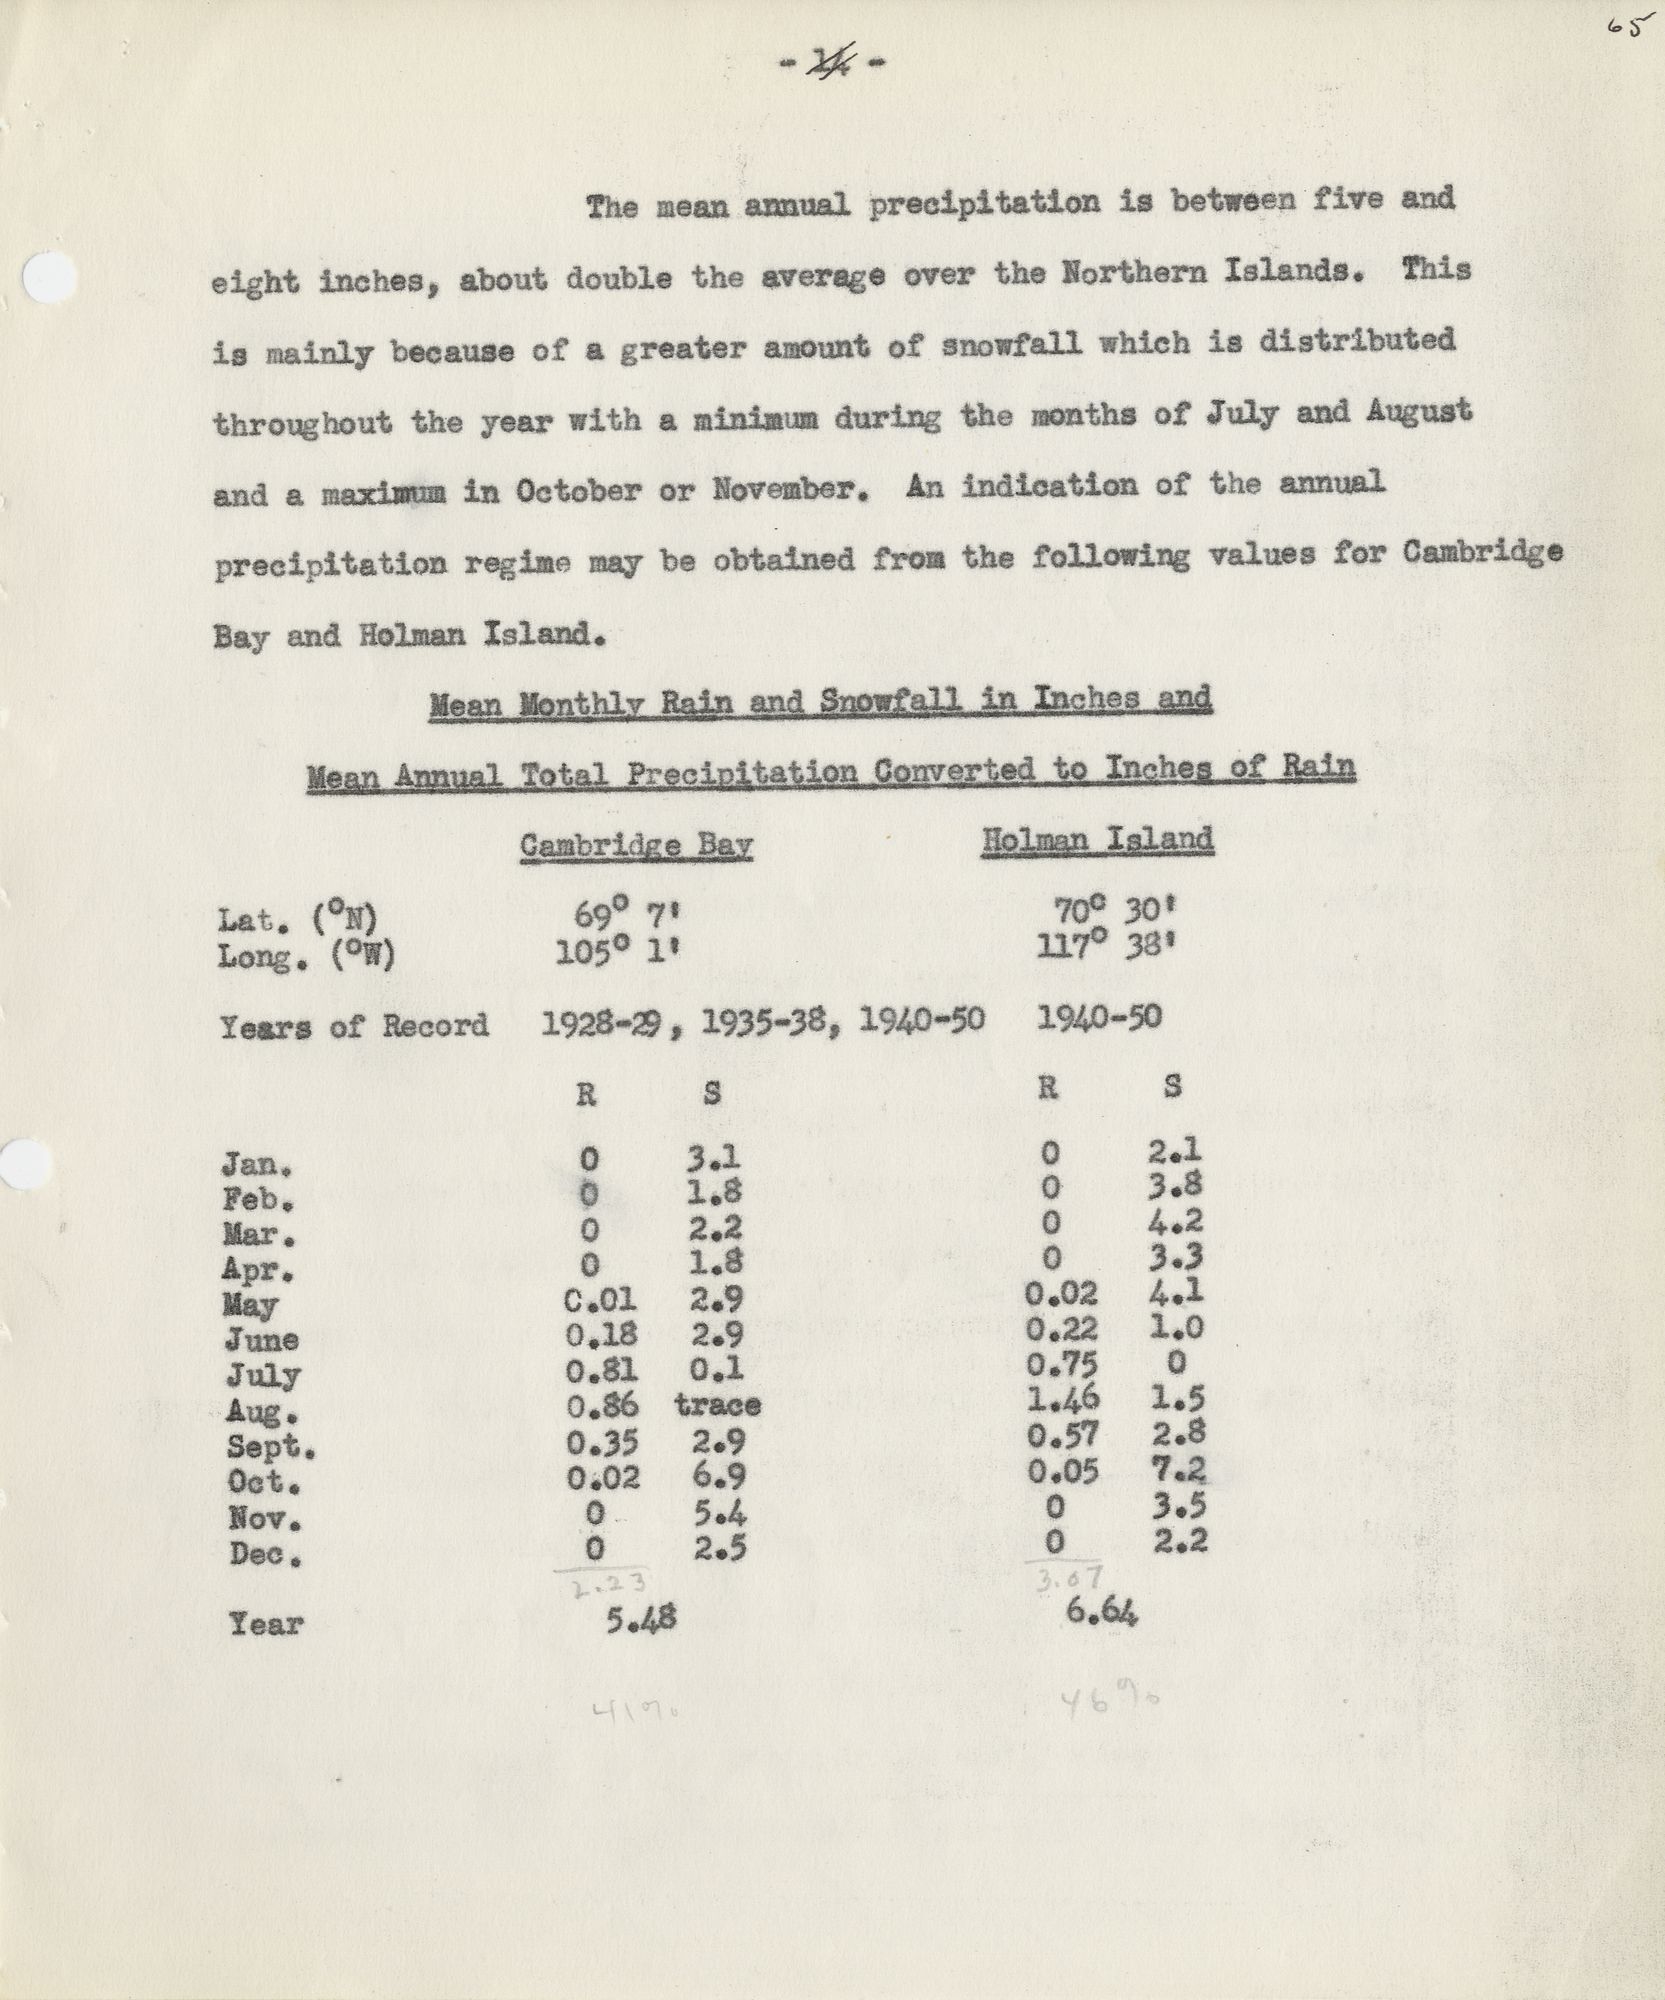 65
- 14 -
The mean annual precipitation is between five and
eight inches, about double the average over the Northern Islands. This
is mainly because of a greater amount of snowfall which is distributed
throughout the year with a minimum during the months of July and August
and a maximum in October or November. An indication of the annual
precipitation regime may be obtained from the following values for Cambridge
Bay and Holman Island.
Mean Monthly Rain and Snowfall in Inches and
Mean Annual Total Precipitation Converted to Inches of Rain
Cambridge Bay Holman Island
Lat. (°N) 69° 7' 70° 30'
Long. (°W) 105° 1' 117° 38'
Years of Record 1928-29, 1935-38, 1940-50 1940-50
R S R S
Jan. 0 3.1 0 2.1
Feb. 0 1.8 0 3.8
Mar. 0 2.2 0 4.2
Apr. 0 1.8 0 3.3
May 0.01 2.9 0.02 4.1
June 0.18 2.9 0.22 1.0
July 0.81 0.1 0.75 0
Aug. 0.86 trace 1.46 1.5
Sept. 0.35 2.9 0.57 2.8
Oct. 0.02 6.9 0.05 7.2
Nov. 0 5.4 0 3.5
Dec. 0 2.5 0 2.2
2.23 3.07
Year 5.48 6.64
41% 46%